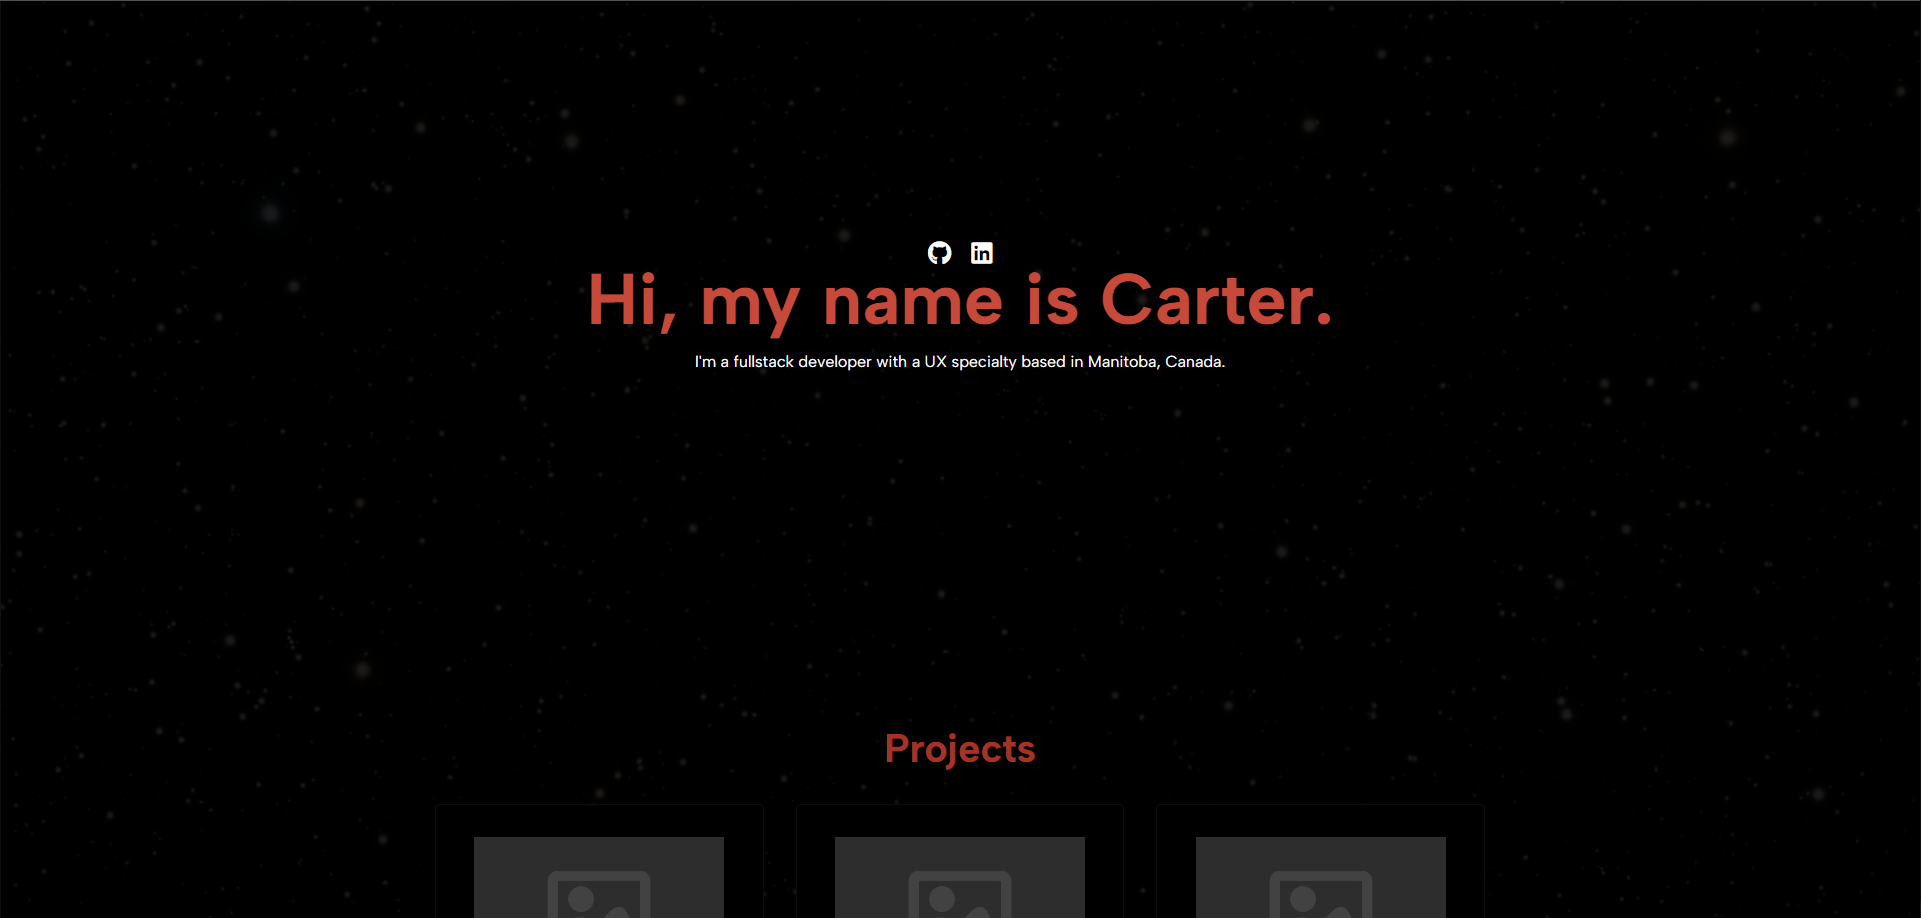 Hi, my name is Carter.
I'm a fullstack developer with a UX specialty based in Manitoba, Canada.
Projects